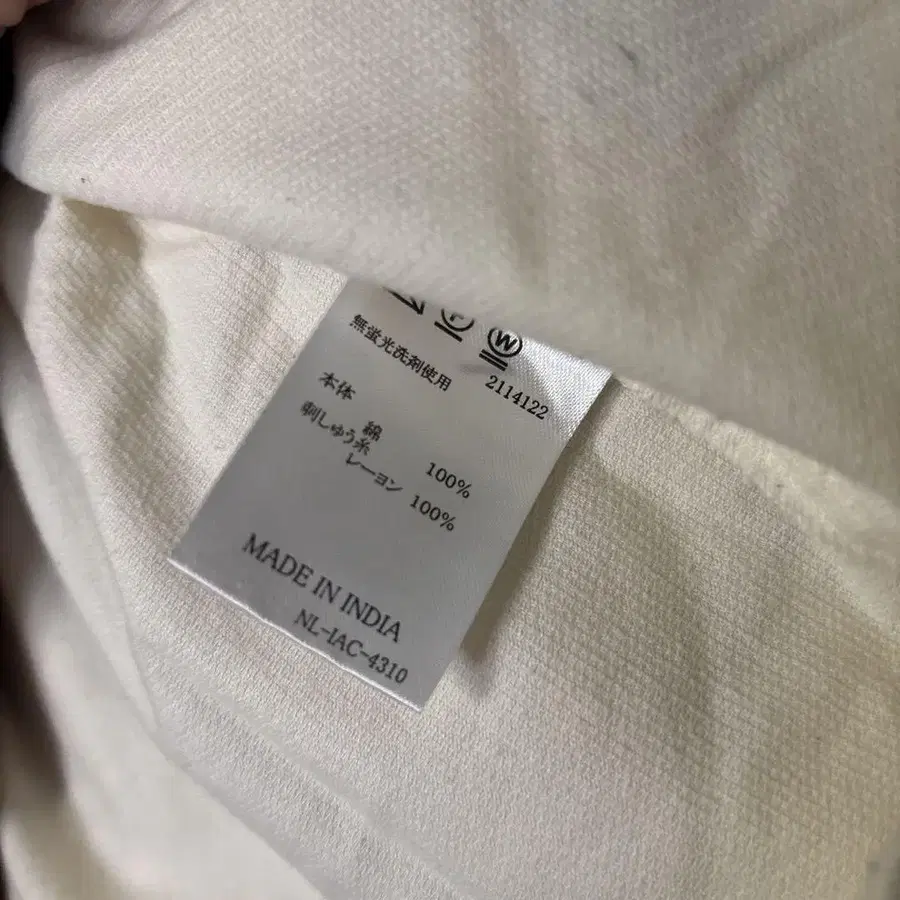 P W
無蛍光洗剤使用 2114122
本体 綿 100%
刺しゅう糸
レーヨン 100%
MADE IN INDIA
NL-IAC-4310